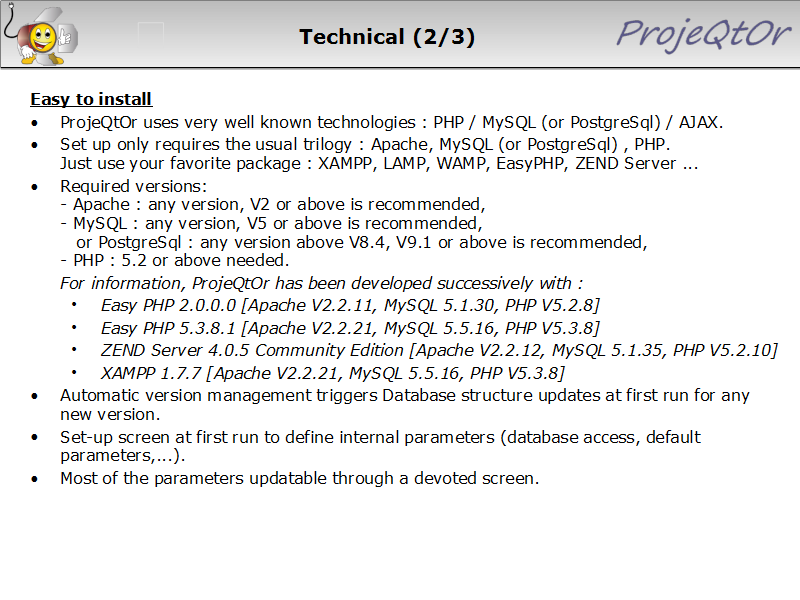 Technical (2/3)
ProjeQtOr
Easy to install
• ProjeQtOr uses very well known technologies : PHP / MySQL (or PostgreSql) / AJAX.
• Set up only requires the usual trilogy : Apache, MySQL (or PostgreSql) , PHP.
Just use your favorite package : XAMPP, LAMP, WAMP, EasyPHP, ZEND Server ...
• Required versions:
- Apache : any version, V2 or above is recommended,
- MySQL : any version, V5 or above is recommended,
or PostgreSql : any version above V8.4, V9.1 or above is recommended,
- PHP : 5.2 or above needed.
For information, ProjeQtOr has been developed successively with :
• Easy PHP 2.0.0.0 [Apache V2.2.11, MySQL 5.1.30, PHP V5.2.8]
• Easy PHP 5.3.8.1 [Apache V2.2.21, MySQL 5.5.16, PHP V5.3.8]
• ZEND Server 4.0.5 Community Edition [Apache V2.2.12, MySQL 5.1.35, PHP V5.2.10]
• XAMPP 1.7.7 [Apache V2.2.21, MySQL 5.5.16, PHP V5.3.8]
• Automatic version management triggers Database structure updates at first run for any
new version.
• Set-up screen at first run to define internal parameters (database access, default
parameters,...).
• Most of the parameters updatable through a devoted screen.